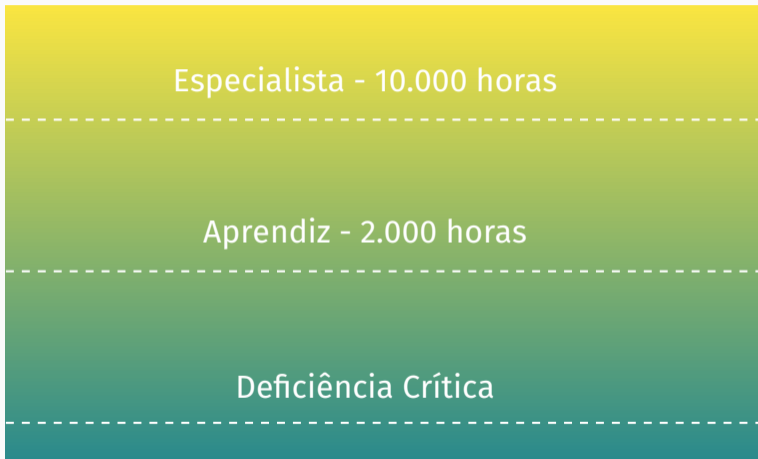 Especialista - 10.000 horas
Aprendiz - 2.000 horas
Deficiência Crítica